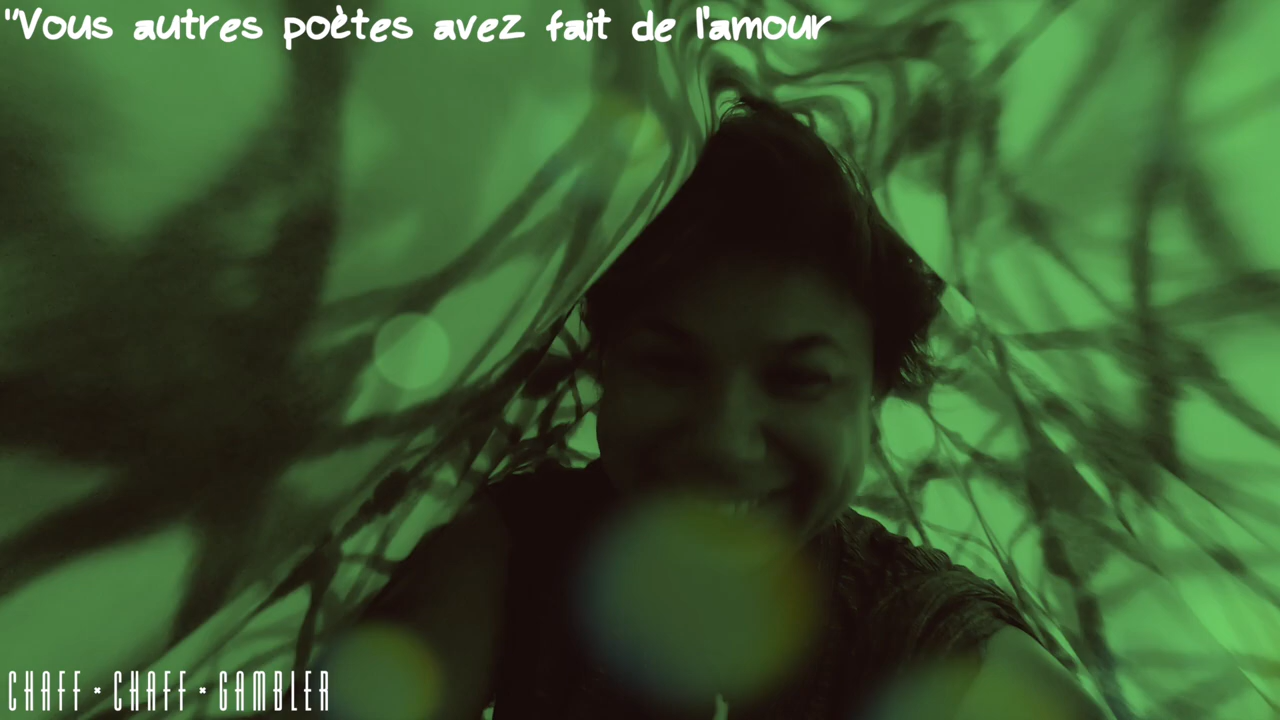 "Vous autres poètes avez fait de l'amour
CHAFF • CHAFF • GAMBLER